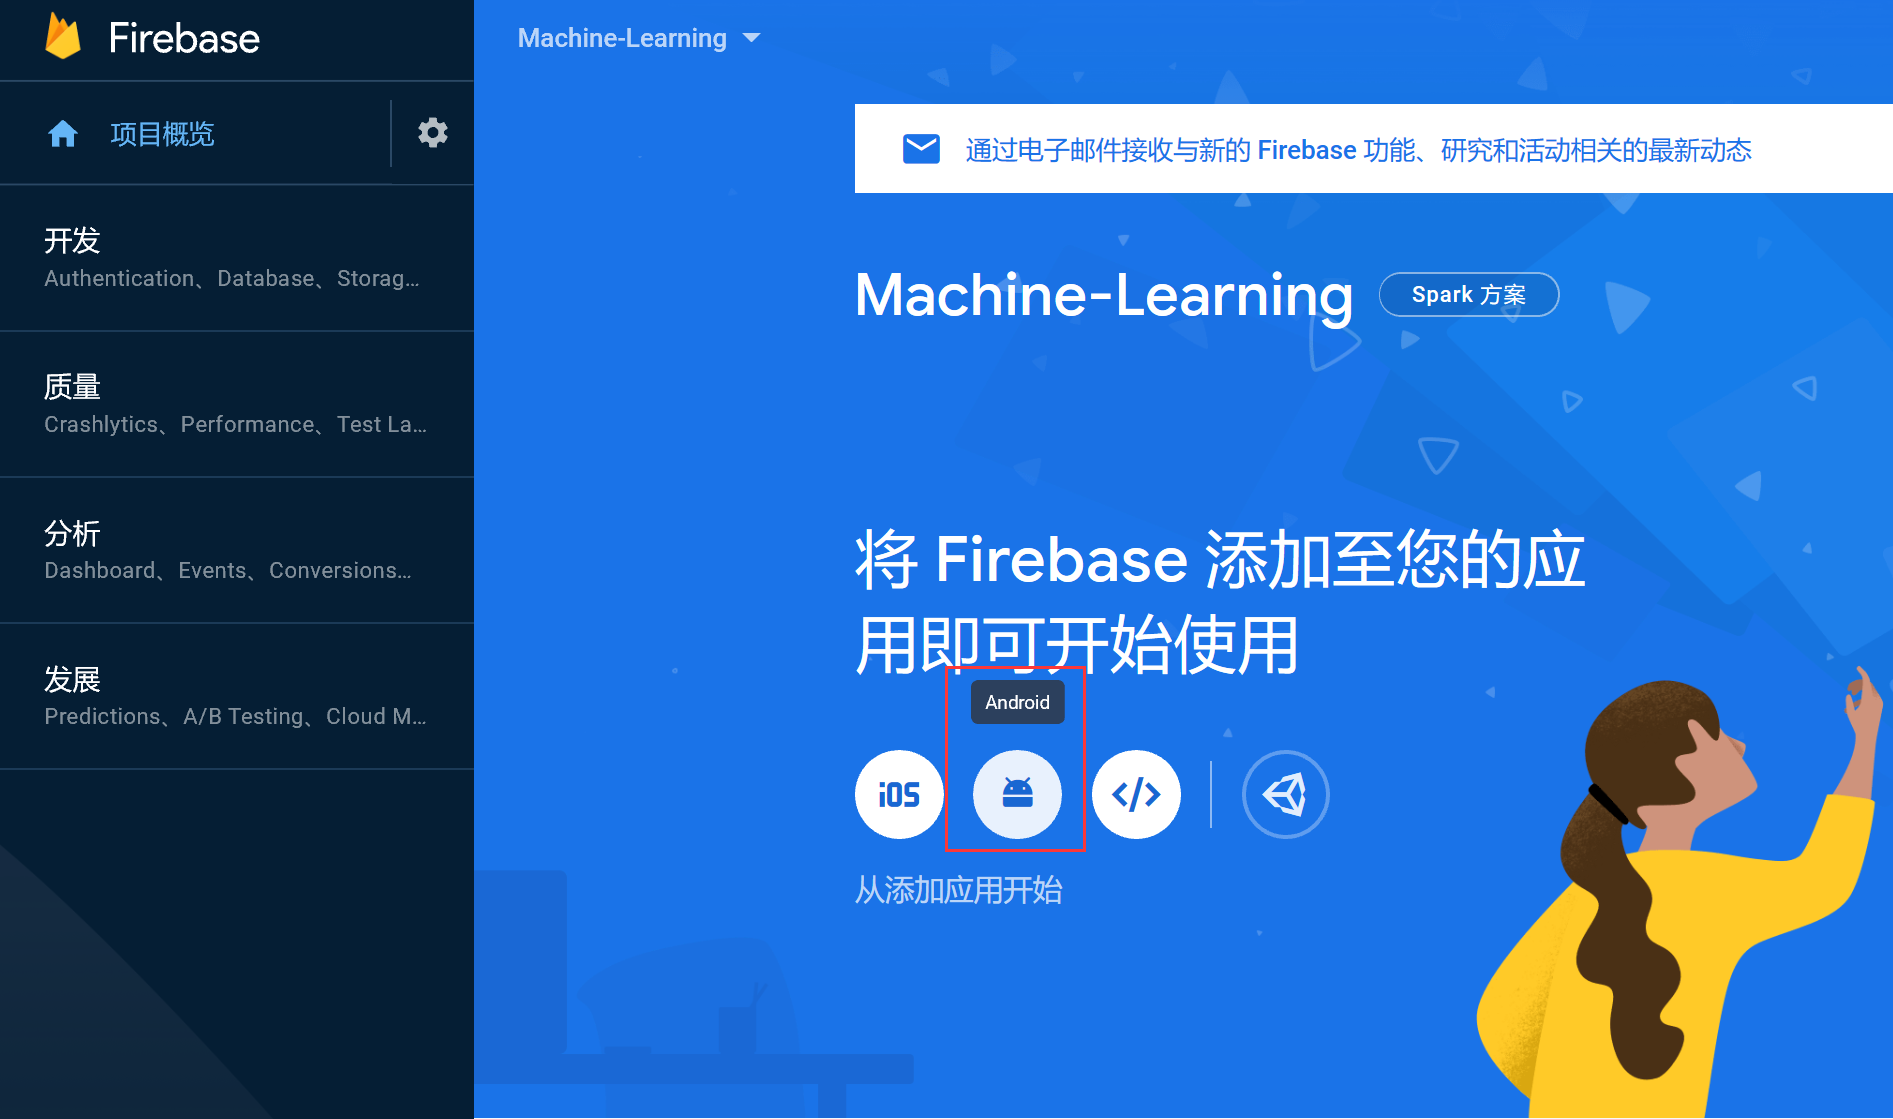 Firebase
项目概览
开发
Authentication、Database、Storag...
质量
Crashlytics、Performance、Test La...
分析
Dashboard、Events、Conversions...
发展
Predictions、A/B Testing、Cloud M...
Machine-Learning
通过电子邮件接收与新的 Firebase 功能、研究和活动相关的最新动态
Machine-Learning
Spark 方案
将 Firebase 添加至您的应
用即可开始使用
Android
iOS
</>
从添加应用开始